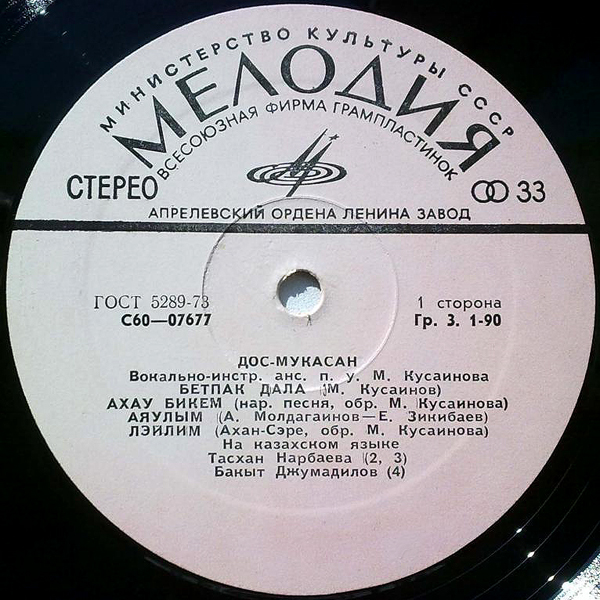 МИНИСТЕРСТВО КУЛЬТУРЫ СССР
МЕЛОДИЯ
ВСЕСОЮЗНАЯ ФИРМА ГРАМПЛАСТИНОК
СТЕРЕО
33
АПРЕЛЕВСКИЙ ОРДЕНА ЛЕНИНА ЗАВОД
ГОСТ 5289-73
С60—07677
1 сторона
Гр. 3. 1-90
ДОС-МУКАСАН
Вокально-инстр. анс. п. у. М. Кусаинова
БЕТПАК ДАЛА (М. Кусаинов)
АХАУ БИКЕМ (нар. песня, обр. М. Кусаинова)
АЯУЛЫМ (А. Молдагаинов—Е. Зикибаев)
ЛЭЙЛИМ (Ахан-Сэре, обр. М. Кусаинова)
На казахском языке
Тасхан Нарбаева (2, 3)
Бакыт Джумадилов (4)